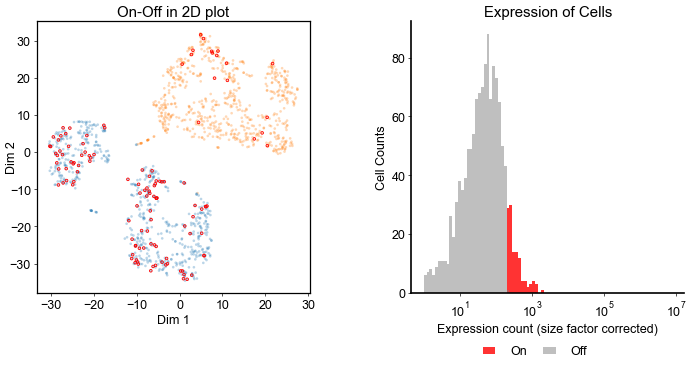 On-Off in 2D plot
30
20
10
0
−10
−20
−30
Dim 2
−30 −20 −10 0 10 20 30
Dim 1
Expression of Cells
80
60
40
20
0
Cell Counts
10^1 10^3 10^5 10^7
Expression count (size factor corrected)
On Off